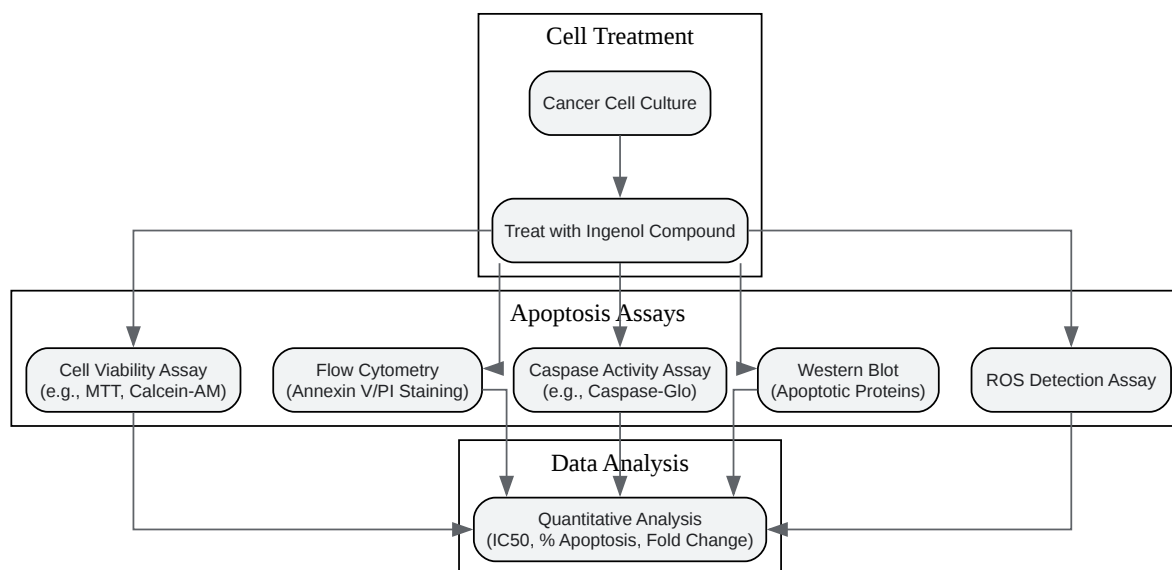 Cell Treatment
Cancer Cell Culture
Treat with Ingenol Compound
Apoptosis Assays
Cell Viability Assay
(e.g., MTT, Calcein-AM)
Flow Cytometry
(Annexin V/PI Staining)
Caspase Activity Assay
(e.g., Caspase-Glo)
Western Blot
(Apoptotic Proteins)
ROS Detection Assay
Data Analysis
Quantitative Analysis
(IC50, % Apoptosis, Fold Change)